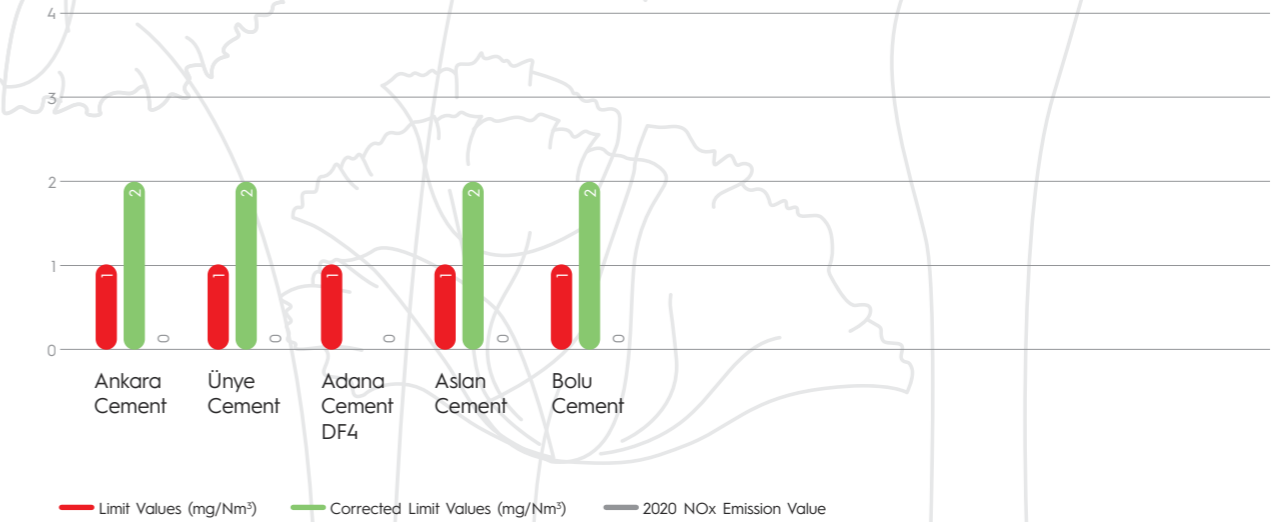 4
3
2
1
0
1 2 0
1 2 0
1 0
1 2 0
1 2 0
Ankara
Cement
Ünye
Cement
Adana
Cement
DF4
Aslan
Cement
Bolu
Cement
Limit Values (mg/Nm³) Corrected Limit Values (mg/Nm³) 2020 NOx Emission Value